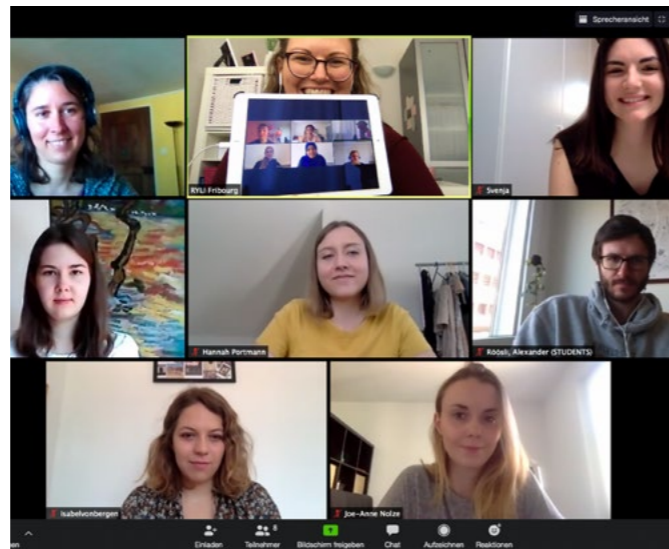 Sprecheransicht
RYLI Fribourg
Svenja
Hannah Portmann
Röösli, Alexander (STUDENTS)
Isabelvonbergen
Joe-Anne Nolze
8
Einladen
Teilnehmer
Bildschirm freigeben
Chat
Aufzeichnen
Reaktionen